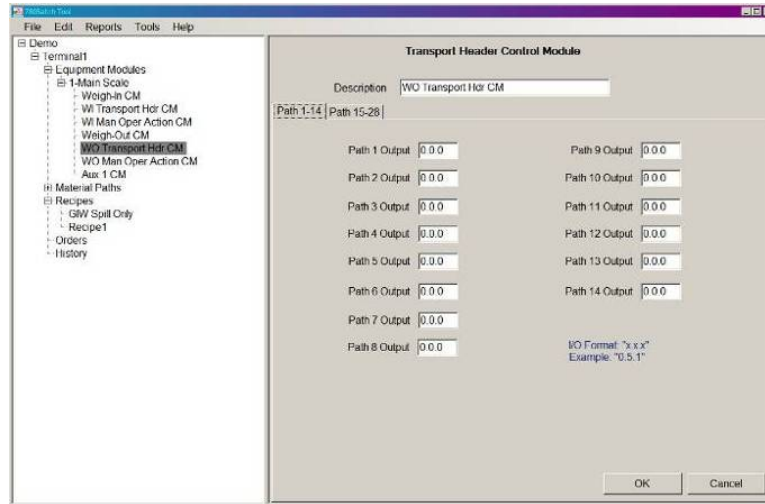 780Batch Tool
File Edit Reports Tools Help
Demo
Terminal1
Equipment Modules
1-Main Scale
Weigh-In CM
WI Transport Hdr CM
WI Man Oper Action CM
Weigh-Out CM
WO Transport Hdr CM
WO Man Oper Action CM
Aux 1 CM
Material Paths
Recipes
GIW Spill Only
Recipe1
Orders
History
Transport Header Control Module
Description WO Transport Hdr CM
Path 1-14 Path 15-28
Path 1 Output 0.0.0 Path 9 Output 0.0.0
Path 2 Output 0.0.0 Path 10 Output 0.0.0
Path 3 Output 0.0.0 Path 11 Output 0.0.0
Path 4 Output 0.0.0 Path 12 Output 0.0.0
Path 5 Output 0.0.0 Path 13 Output 0.0.0
Path 6 Output 0.0.0 Path 14 Output 0.0.0
Path 7 Output 0.0.0
Path 8 Output 0.0.0 I/O Format: "x.x.x"
Example: "0.5.1"
OK Cancel